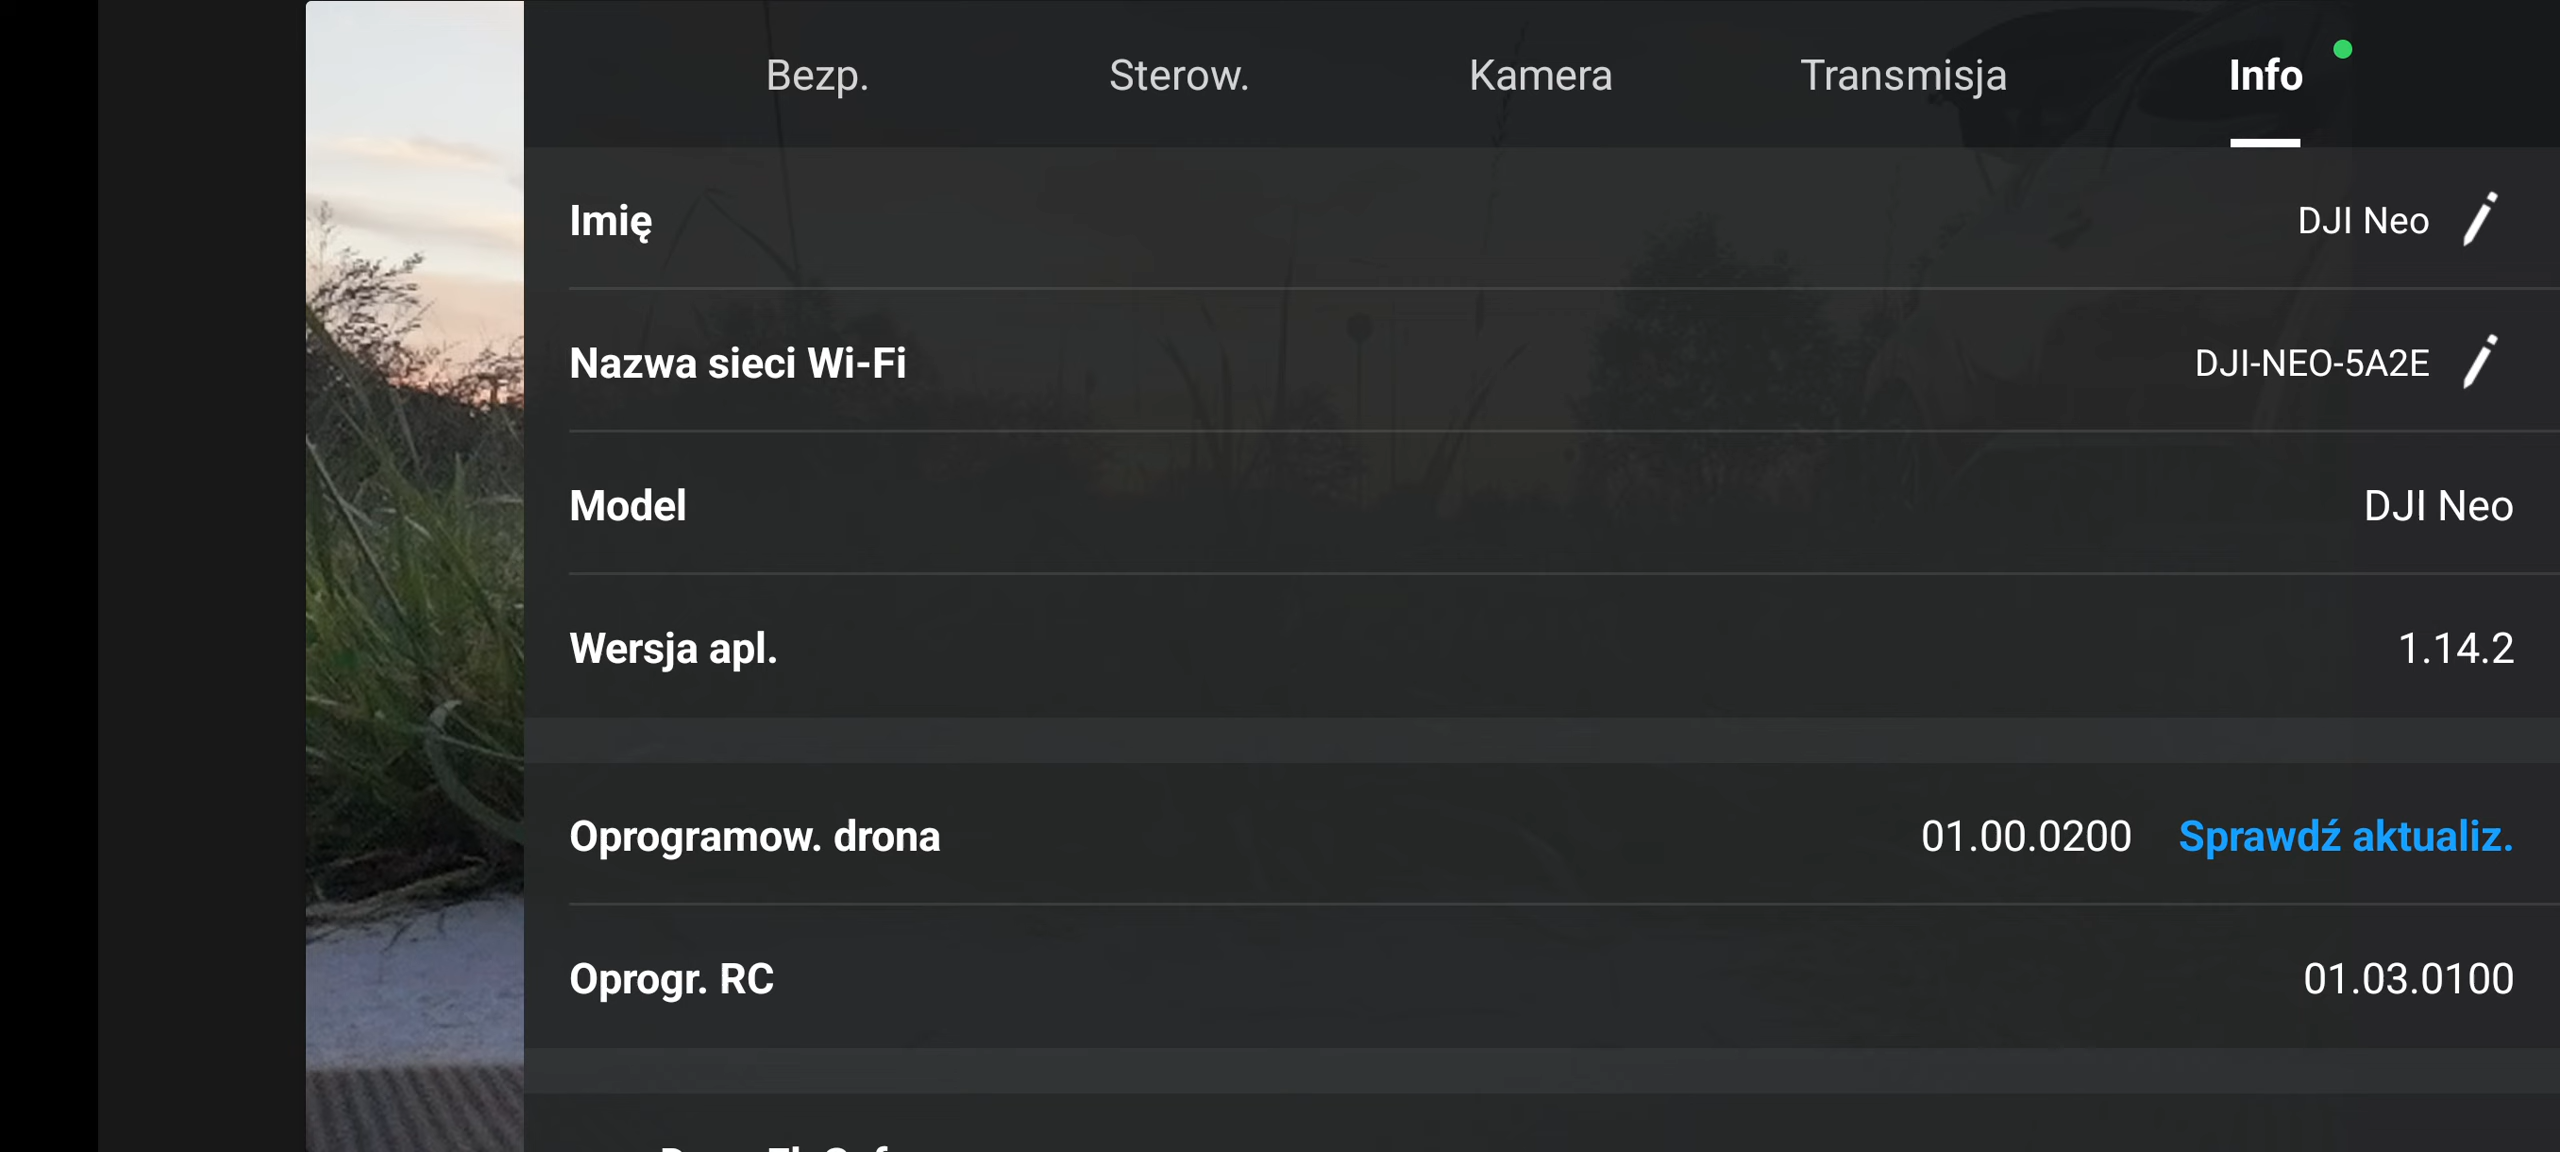 Bezp. Sterow. Kamera Transmisja Info
Imię DJI Neo
Nazwa sieci Wi-Fi DJI-NEO-5A2E
Model DJI Neo
Wersja apl. 1.14.2
Oprogramow. drona 01.00.0200 Sprawdź aktualiz.
Oprogr. RC 01.03.0100